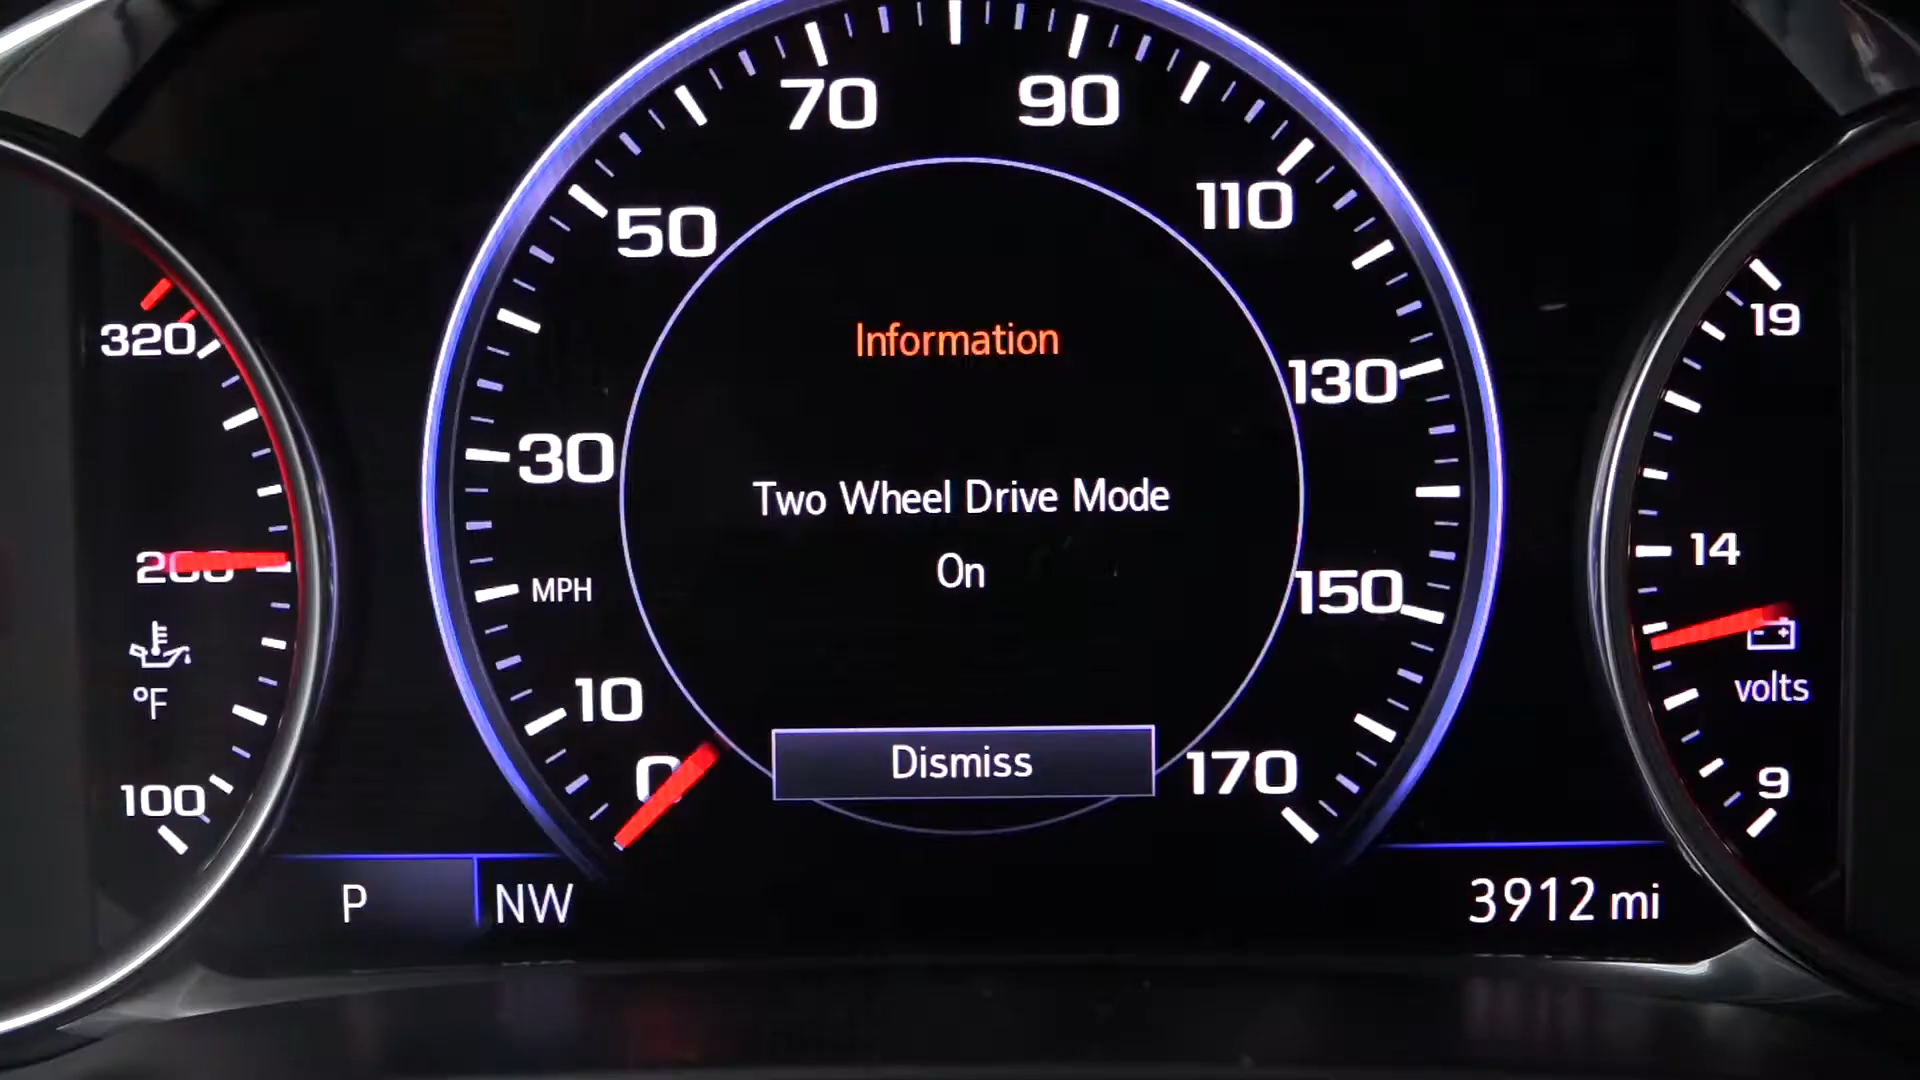 70
90
50
110
320
19
Information
130
30
Two Wheel Drive Mode
14
200
On
MPH
150
volts
°F
10
0
170
Dismiss
9
100
P
NW
3912 mi